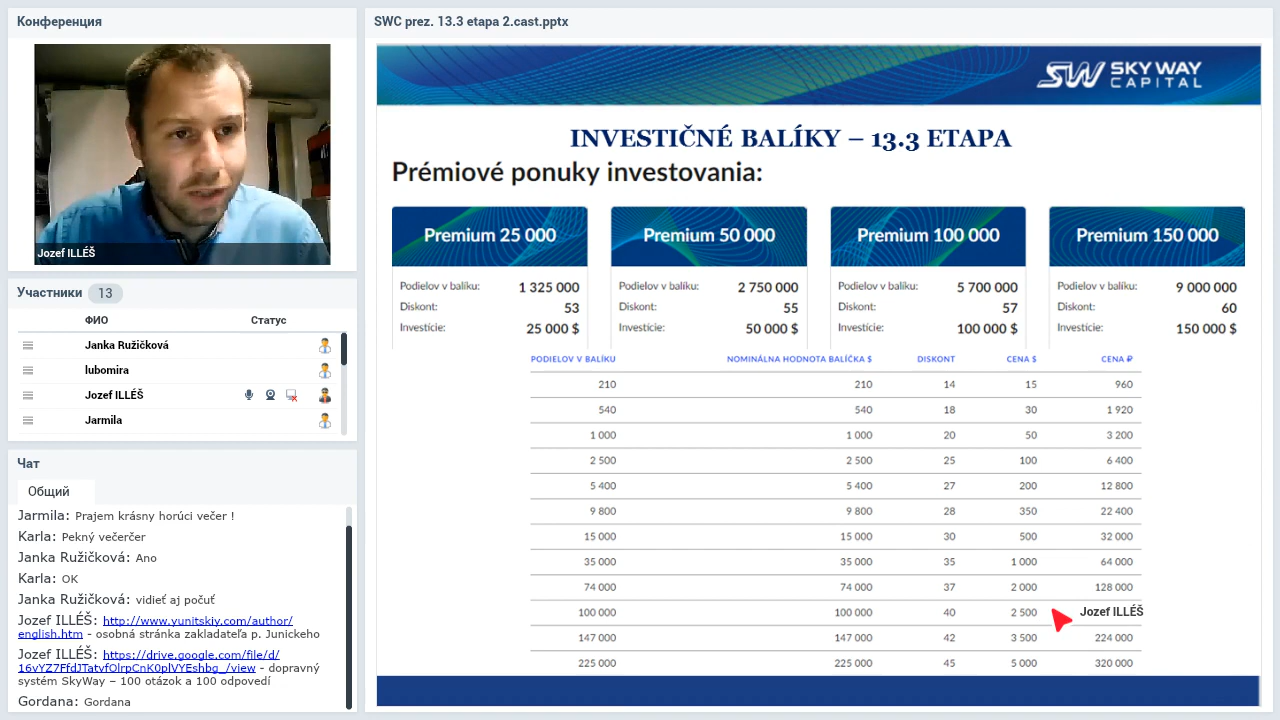 Конференция
Jozef ILLÉŠ
Участники 13
ФИО Статус
Janka Ružičková
lubomira
Jozef ILLÉŠ
Jarmila
Чат
Общий
Jarmila: Prajem krásny horúci večer !
Karla: Pekný večerčer
Janka Ružičková: Ano
Karla: OK
Janka Ružičková: vidieť aj počuť
Jozef ILLÉŠ: http://www.yunitskiy.com/author/
english.htm - osobná stránka zakladateľa p. Junickeho
Jozef ILLÉŠ: https://drive.google.com/file/d/
16vYZ7FfdJTatvfOlrpCnK0plVYEshbg_/view - dopravný
systém SkyWay – 100 otázok a 100 odpovedí
Gordana: Gordana
SWC prez. 13.3 etapa 2.cast.pptx
SW SKY WAY
CAPITAL
INVESTIČNÉ BALÍKY – 13.3 ETAPA
Prémiové ponuky investovania:
Premium 25 000
Podielov v balíku: 1 325 000
Diskont: 53
Investície: 25 000 $
Premium 50 000
Podielov v balíku: 2 750 000
Diskont: 55
Investície: 50 000 $
Premium 100 000
Podielov v balíku: 5 700 000
Diskont: 57
Investície: 100 000 $
Premium 150 000
Podielov v balíku: 9 000 000
Diskont: 60
Investície: 150 000 $
PODIELOV V BALÍKU NOMINÁLNA HODNOTA BALÍČKA $ DISKONT CENA $ CENA ₽
210 210 14 15 960
540 540 18 30 1 920
1 000 1 000 20 50 3 200
2 500 2 500 25 100 6 400
5 400 5 400 27 200 12 800
9 800 9 800 28 350 22 400
15 000 15 000 30 500 32 000
35 000 35 000 35 1 000 64 000
74 000 74 000 37 2 000 128 000
100 000 100 000 40 2 500 Jozef ILLÉŠ
147 000 147 000 42 3 500 224 000
225 000 225 000 45 5 000 320 000